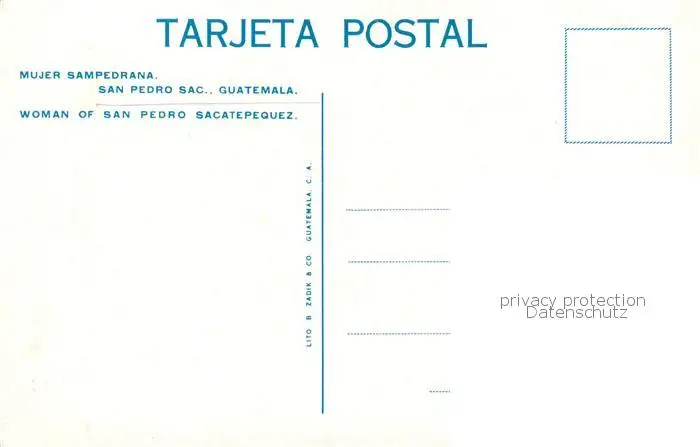 TARJETA POSTAL
MUJER SAMPEDRANA.
SAN PEDRO SAC., GUATEMALA.
WOMAN OF SAN PEDRO SACATEPEQUEZ.
LITO B. ZADIK & CO. GUATEMALA, C. A.
privacy protection
Datenschutz